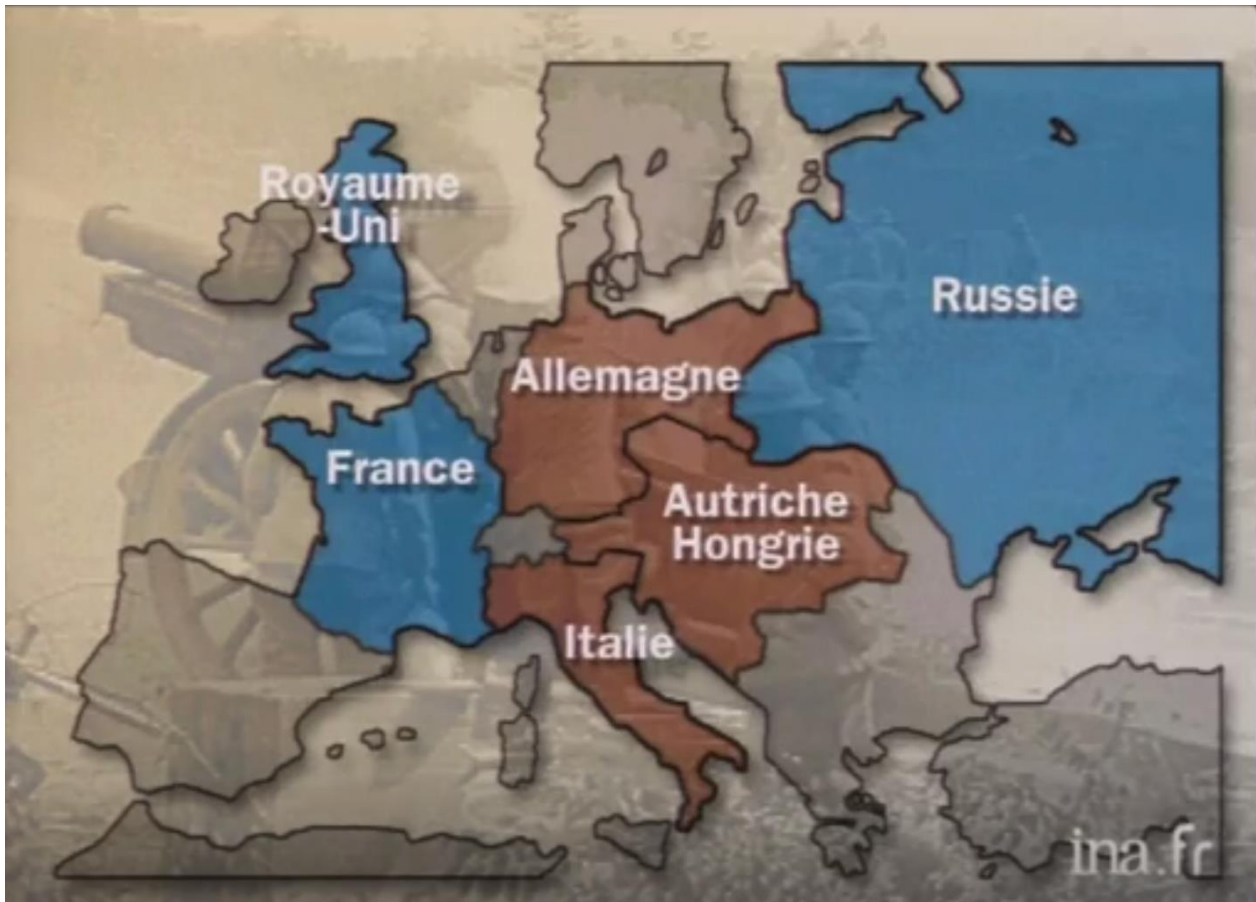 Royaume
-Uni
Russie
Allemagne
France
Autriche
Hongrie
Italie
ina.fr